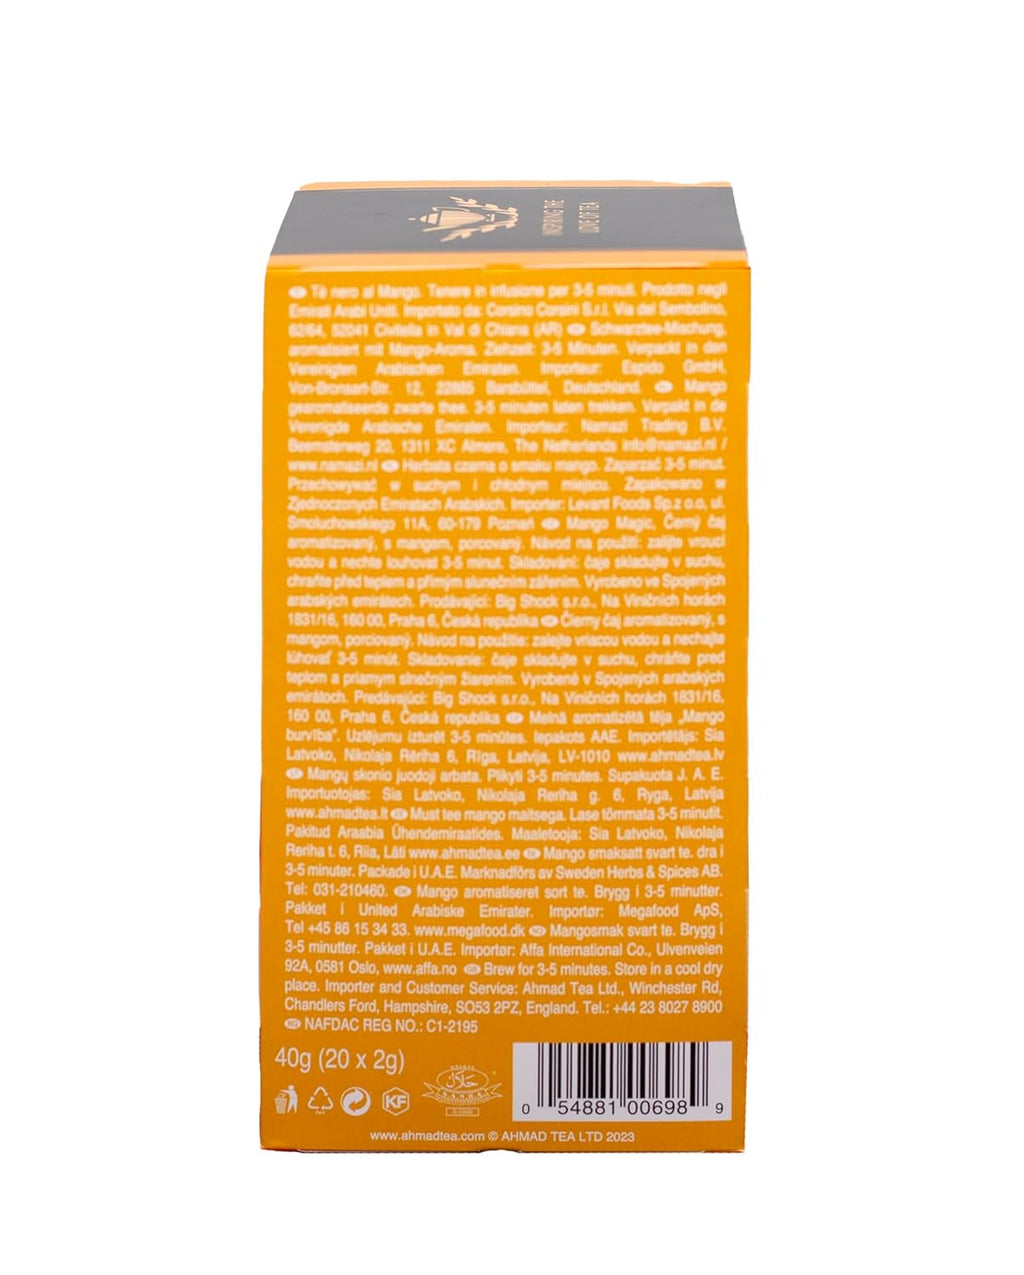 INSPIRING THE
LOVE OF TEA
IT Tè nero al Mango. Tenere in infusione per 3-5 minuti. Prodotto negli
Emirati Arabi Uniti. Importato da: Corsino Corsini S.r.l. Via del
62/64, 52041 Civitella in Val di Chiana (AR) Schwarztee-Mischung,
aromatisiert mit Mango-Aroma. Ziehzeit: 3-5 Minuten. Verpackt in den
Vereinigten Arabischen Emiraten. Importeur: Espido GmbH,
Von-Bronsart-Str. 12, 22885 Barsbüttel, Deutschland. Mango
gearomatiseerde zwarte thee. 3-5 minuten laten trekken. Verpakt in de
Verenigde Arabische Emiraten. Importeur: Namazi Trading B.V.
Beemsterweg 20, 1311 XC Almere, The Netherlands info@namazi.nl /
www.namazi.nl Herbata czarna o smaku mango. Zaparzać 3-5 minut.
Przechowywać w suchym i chłodnym miejscu. Zapakowano w
Zjednoczonych Emiratach Arabskich. Importer: Levant Foods Sp.z o.o, ul.
Smoluchowskiego 11A, 60-179 Poznań Mango Magic, Černý čaj
aromatizovaný, s mangem, porcovaný. Návod na použití: zalijte vroucí
vodou a nechte louhovat 3-5 minut. Skladování: čaje skladujte v suchu,
chraňte před teplem a přímým slunečním zářením. Vyrobeno ve Spojených
arabských emirátech. Prodávající: Big Shock s.r.o., Na Viničních horách
1831/16, 160 00, Praha 6, Česká republika Čierny čaj aromatizovaný, s
mangom, porciovaný. Návod na použitie: zalejte vriacou vodou a nechajte
lúhovať 3-5 minút. Skladovanie: čaje skladujte v suchu, chráňte pred
teplom a priamym slnečným žiarením. Vyrobené v Spojených arabských
emirátoch. Predávajúci: Big Shock s.r.o., Na Viničních horách 1831/16,
160 00, Praha 6, Česká republika Melnā aromatizētā tēja „Mango
burvība". Uzlējumu izturēt 3-5 minūtes. Iepakots AAE. Importētājs: Sia
Latvoko, Nikolaja Rēriha 6, Rīga, Latvija, LV-1010 www.ahmadtea.lv
LT Mangų skonio juodoji arbata. Plikyti 3-5 minutes. Supakuota J. A. E.
Importuotojas: Sia Latvoko, Nikolaja Reriha g. 6, Ryga, Latvija
www.ahmadtea.lt EE Must tee mango maitsega. Lase tõmmata 3-5 minutit.
Pakitud Araabia Ühendemiraatides. Maaletooja: Sia Latvoko, Nikolaja
Reriha t. 6, Riia, Läti www.ahmadtea.ee SE Mango smaksatt svart te. dra i
3-5 minuter. Packade i U.A.E. Marknadförs av Sweden Herbs & Spices AB.
Tel: 031-210460. DK Mango aromatiseret sort te. Brygg i 3-5 minutter.
Pakket i United Arabiske Emirater. Importør: Megafood ApS,
Tel +45 86 15 34 33. www.megafood.dk NO Mangosmak svart te. Brygg i
3-5 minutter. Pakket i U.A.E. Importør: Affa International Co., Ulvenveien
92A, 0581 Oslo, www.affa.no GB Brew for 3-5 minutes. Store in a cool dry
place. Importer and Customer Service: Ahmad Tea Ltd., Winchester Rd,
Chandlers Ford, Hampshire, SO53 2PZ, England. Tel.: +44 23 8027 8900
NG NAFDAC REG NO.: C1-2195
40g (20 x 2g)
PAP
KF
حلال
0 54881 00698 9
www.ahmadtea.com © AHMAD TEA LTD 2023